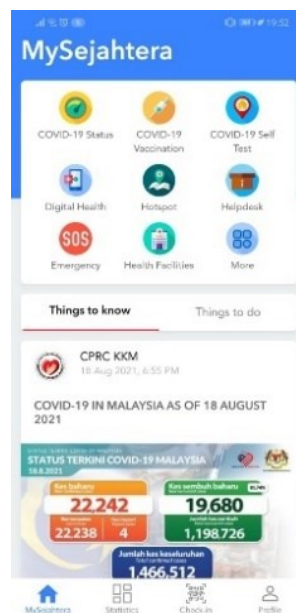 19:52
MySejahtera
COVID-19 Status
COVID-19 Vaccination
COVID-19 Self Test
Digital Health
Hotspot
Helpdesk
SOS
Emergency
Health Facilities
More
Things to know
Things to do
CPRC KKM
18 Aug 2021, 6:55 PM
COVID-19 IN MALAYSIA AS OF 18 AUGUST
2021
STATUS TERKINI COVID-19 MALAYSIA
18.8.2021
Kes baharu
22,242
22,238
4
Kes sembuh baharu
19,680
Jumlah kes sembuh
1,198,726
Jumlah kes keseluruhan
1,466,512
MySejahtera
Statistics
Check-in
Profile